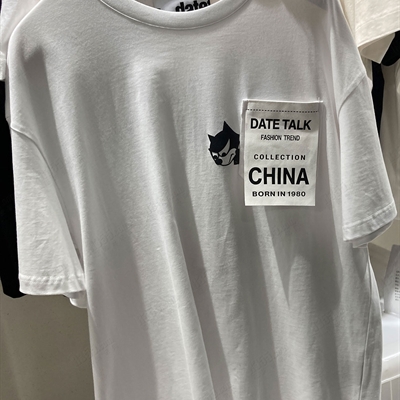 DATE TALK
FASHION TREND
COLLECTION
CHINA
BORN IN 1980